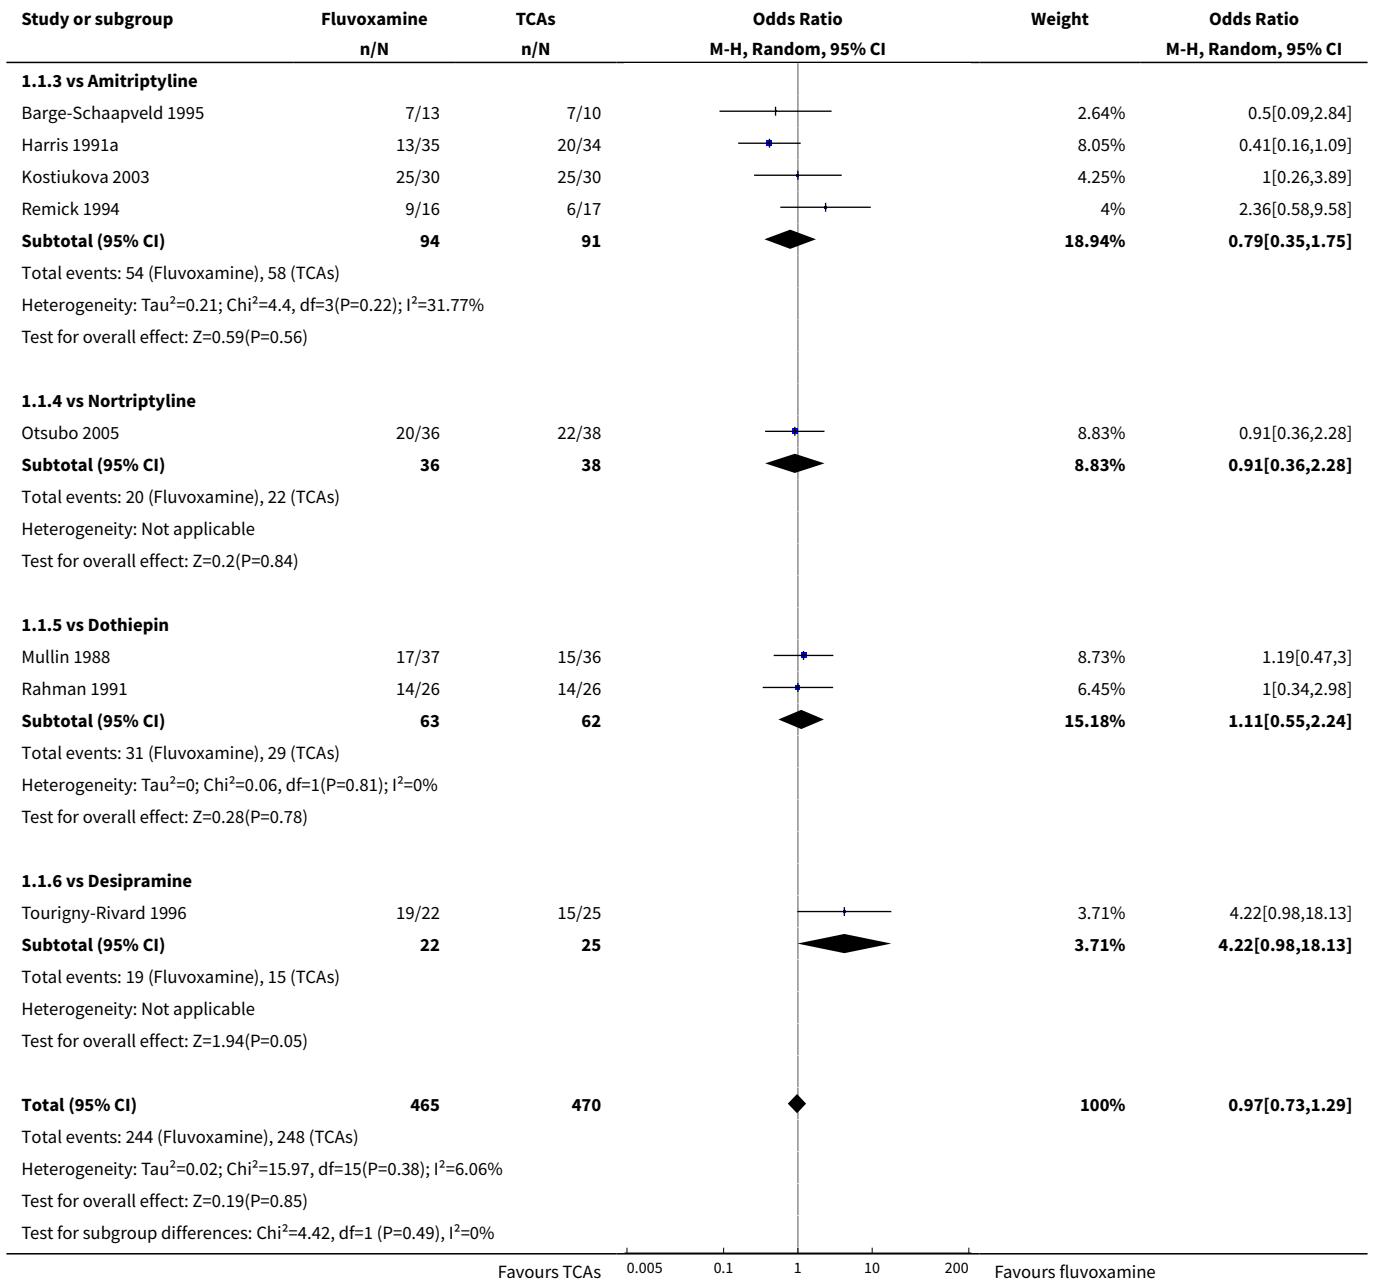 Study or subgroup Fluvoxamine TCAs Odds Ratio Weight Odds Ratio
n/N n/N M-H, Random, 95% CI M-H, Random, 95% CI
1.1.3 vs Amitriptyline
Barge-Schaapveld 1995 7/13 7/10 2.64% 0.5[0.09,2.84]
Harris 1991a 13/35 20/34 8.05% 0.41[0.16,1.09]
Kostiukova 2003 25/30 25/30 4.25% 1[0.26,3.89]
Remick 1994 9/16 6/17 4% 2.36[0.58,9.58]
Subtotal (95% CI) 94 91 18.94% 0.79[0.35,1.75]
Total events: 54 (Fluvoxamine), 58 (TCAs)
Heterogeneity: Tau²=0.21; Chi²=4.4, df=3(P=0.22); I²=31.77%
Test for overall effect: Z=0.59(P=0.56)
1.1.4 vs Nortriptyline
Otsubo 2005 20/36 22/38 8.83% 0.91[0.36,2.28]
Subtotal (95% CI) 36 38 8.83% 0.91[0.36,2.28]
Total events: 20 (Fluvoxamine), 22 (TCAs)
Heterogeneity: Not applicable
Test for overall effect: Z=0.2(P=0.84)
1.1.5 vs Dothiepin
Mullin 1988 17/37 15/36 8.73% 1.19[0.47,3]
Rahman 1991 14/26 14/26 6.45% 1[0.34,2.98]
Subtotal (95% CI) 63 62 15.18% 1.11[0.55,2.24]
Total events: 31 (Fluvoxamine), 29 (TCAs)
Heterogeneity: Tau²=0; Chi²=0.06, df=1(P=0.81); I²=0%
Test for overall effect: Z=0.28(P=0.78)
1.1.6 vs Desipramine
Tourigny-Rivard 1996 19/22 15/25 3.71% 4.22[0.98,18.13]
Subtotal (95% CI) 22 25 3.71% 4.22[0.98,18.13]
Total events: 19 (Fluvoxamine), 15 (TCAs)
Heterogeneity: Not applicable
Test for overall effect: Z=1.94(P=0.05)
Total (95% CI) 465 470 100% 0.97[0.73,1.29]
Total events: 244 (Fluvoxamine), 248 (TCAs)
Heterogeneity: Tau²=0.02; Chi²=15.97, df=15(P=0.38); I²=6.06%
Test for overall effect: Z=0.19(P=0.85)
Test for subgroup differences: Chi²=4.42, df=1 (P=0.49), I²=0%
Favours TCAs 0.005 0.1 1 10 200 Favours fluvoxamine